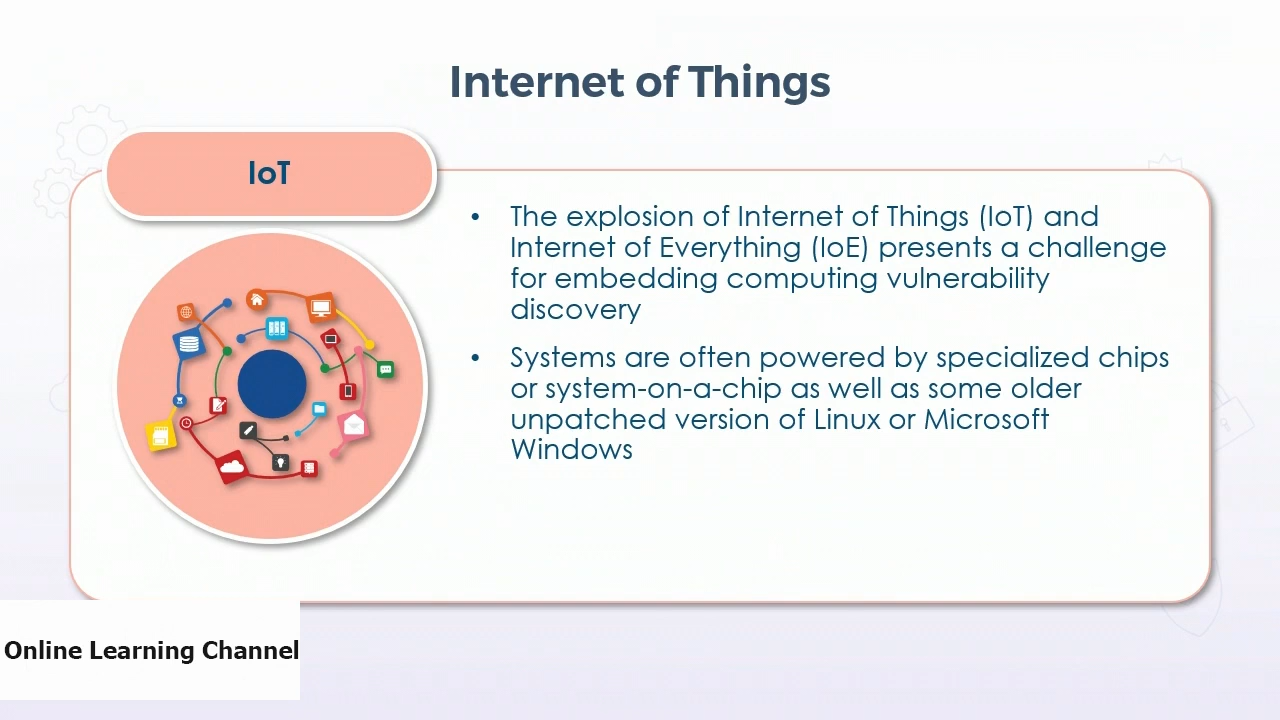 Internet of Things
IoT
• The explosion of Internet of Things (IoT) and
Internet of Everything (IoE) presents a challenge
for embedding computing vulnerability
discovery
• Systems are often powered by specialized chips
or system-on-a-chip as well as some older
unpatched version of Linux or Microsoft
Windows
Online Learning Channel